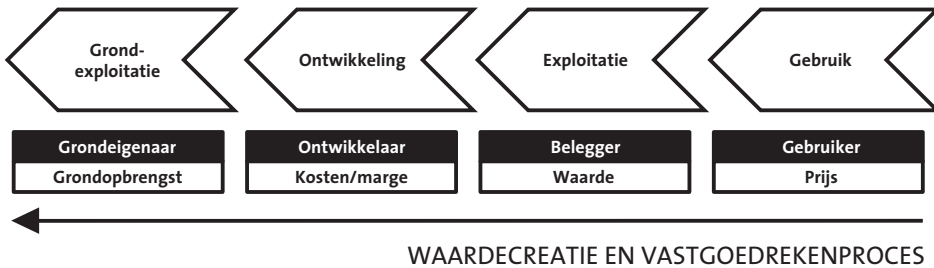 Grond-
exploitatie
Ontwikkeling
Exploitatie
Gebruik
Grondeigenaar
Ontwikkelaar
Belegger
Gebruiker
Grondopbrengst
Kosten/marge
Waarde
Prijs
WAARDECREATIE EN VASTGOEDREKENPROCES